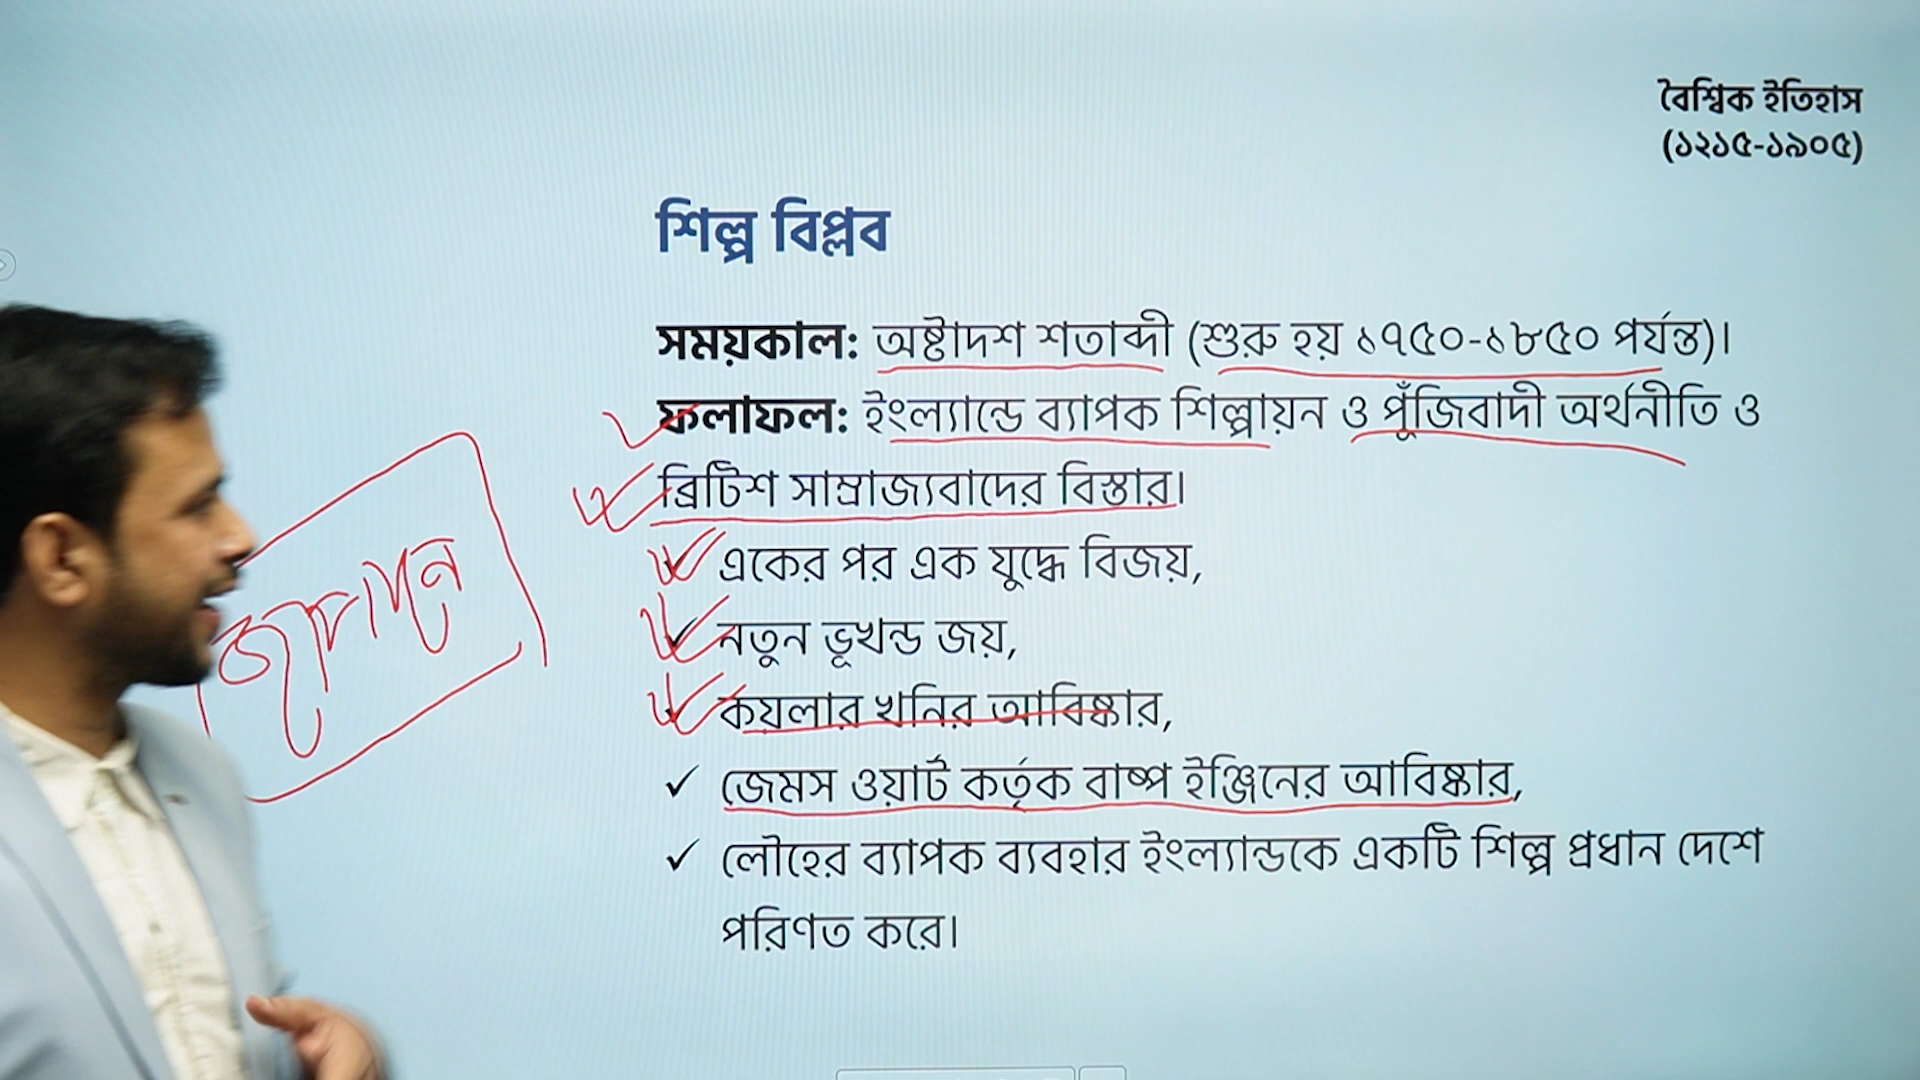 বৈশ্বিক ইতিহাস
(১২১৫-১৯০৫)
শিল্প বিপ্লব
সময়কাল: অষ্টাদশ শতাব্দী (শুরু হয় ১৭৫০-১৮৫০ পর্যন্ত)।
ফলাফল: ইংল্যান্ডে ব্যাপক শিল্পায়ন ও পুঁজিবাদী অর্থনীতি ও
ব্রিটিশ সাম্রাজ্যবাদের বিস্তার।
✓ একের পর এক যুদ্ধে বিজয়,
✓ নতুন ভূখন্ড জয়,
✓ কয়লার খনির আবিষ্কার,
✓ জেমস ওয়ার্ট কর্তৃক বাষ্প ইঞ্জিনের আবিষ্কার,
✓ লৌহের ব্যাপক ব্যবহার ইংল্যান্ডকে একটি শিল্প প্রধান দেশে
পরিণত করে।